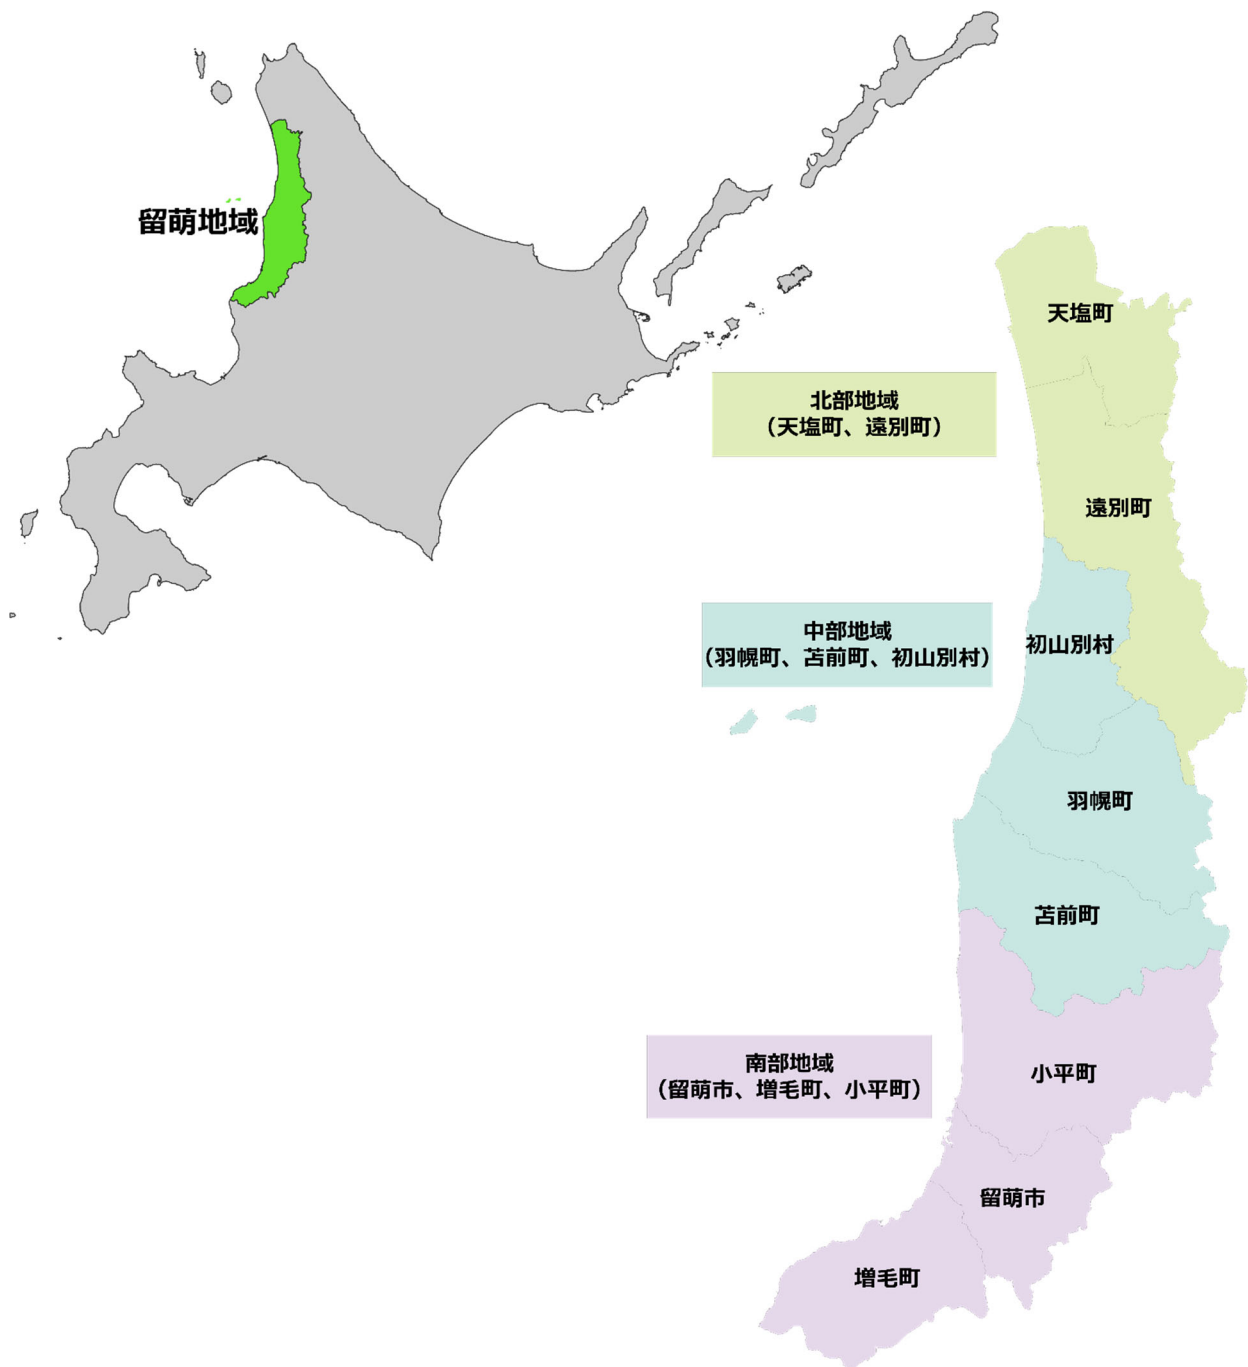 留萌地域
天塩町
北部地域
（天塩町、遠別町）
遠別町
中部地域
（羽幌町、苫前町、初山別村）
初山別村
羽幌町
苫前町
南部地域
（留萌市、増毛町、小平町）
小平町
留萌市
増毛町